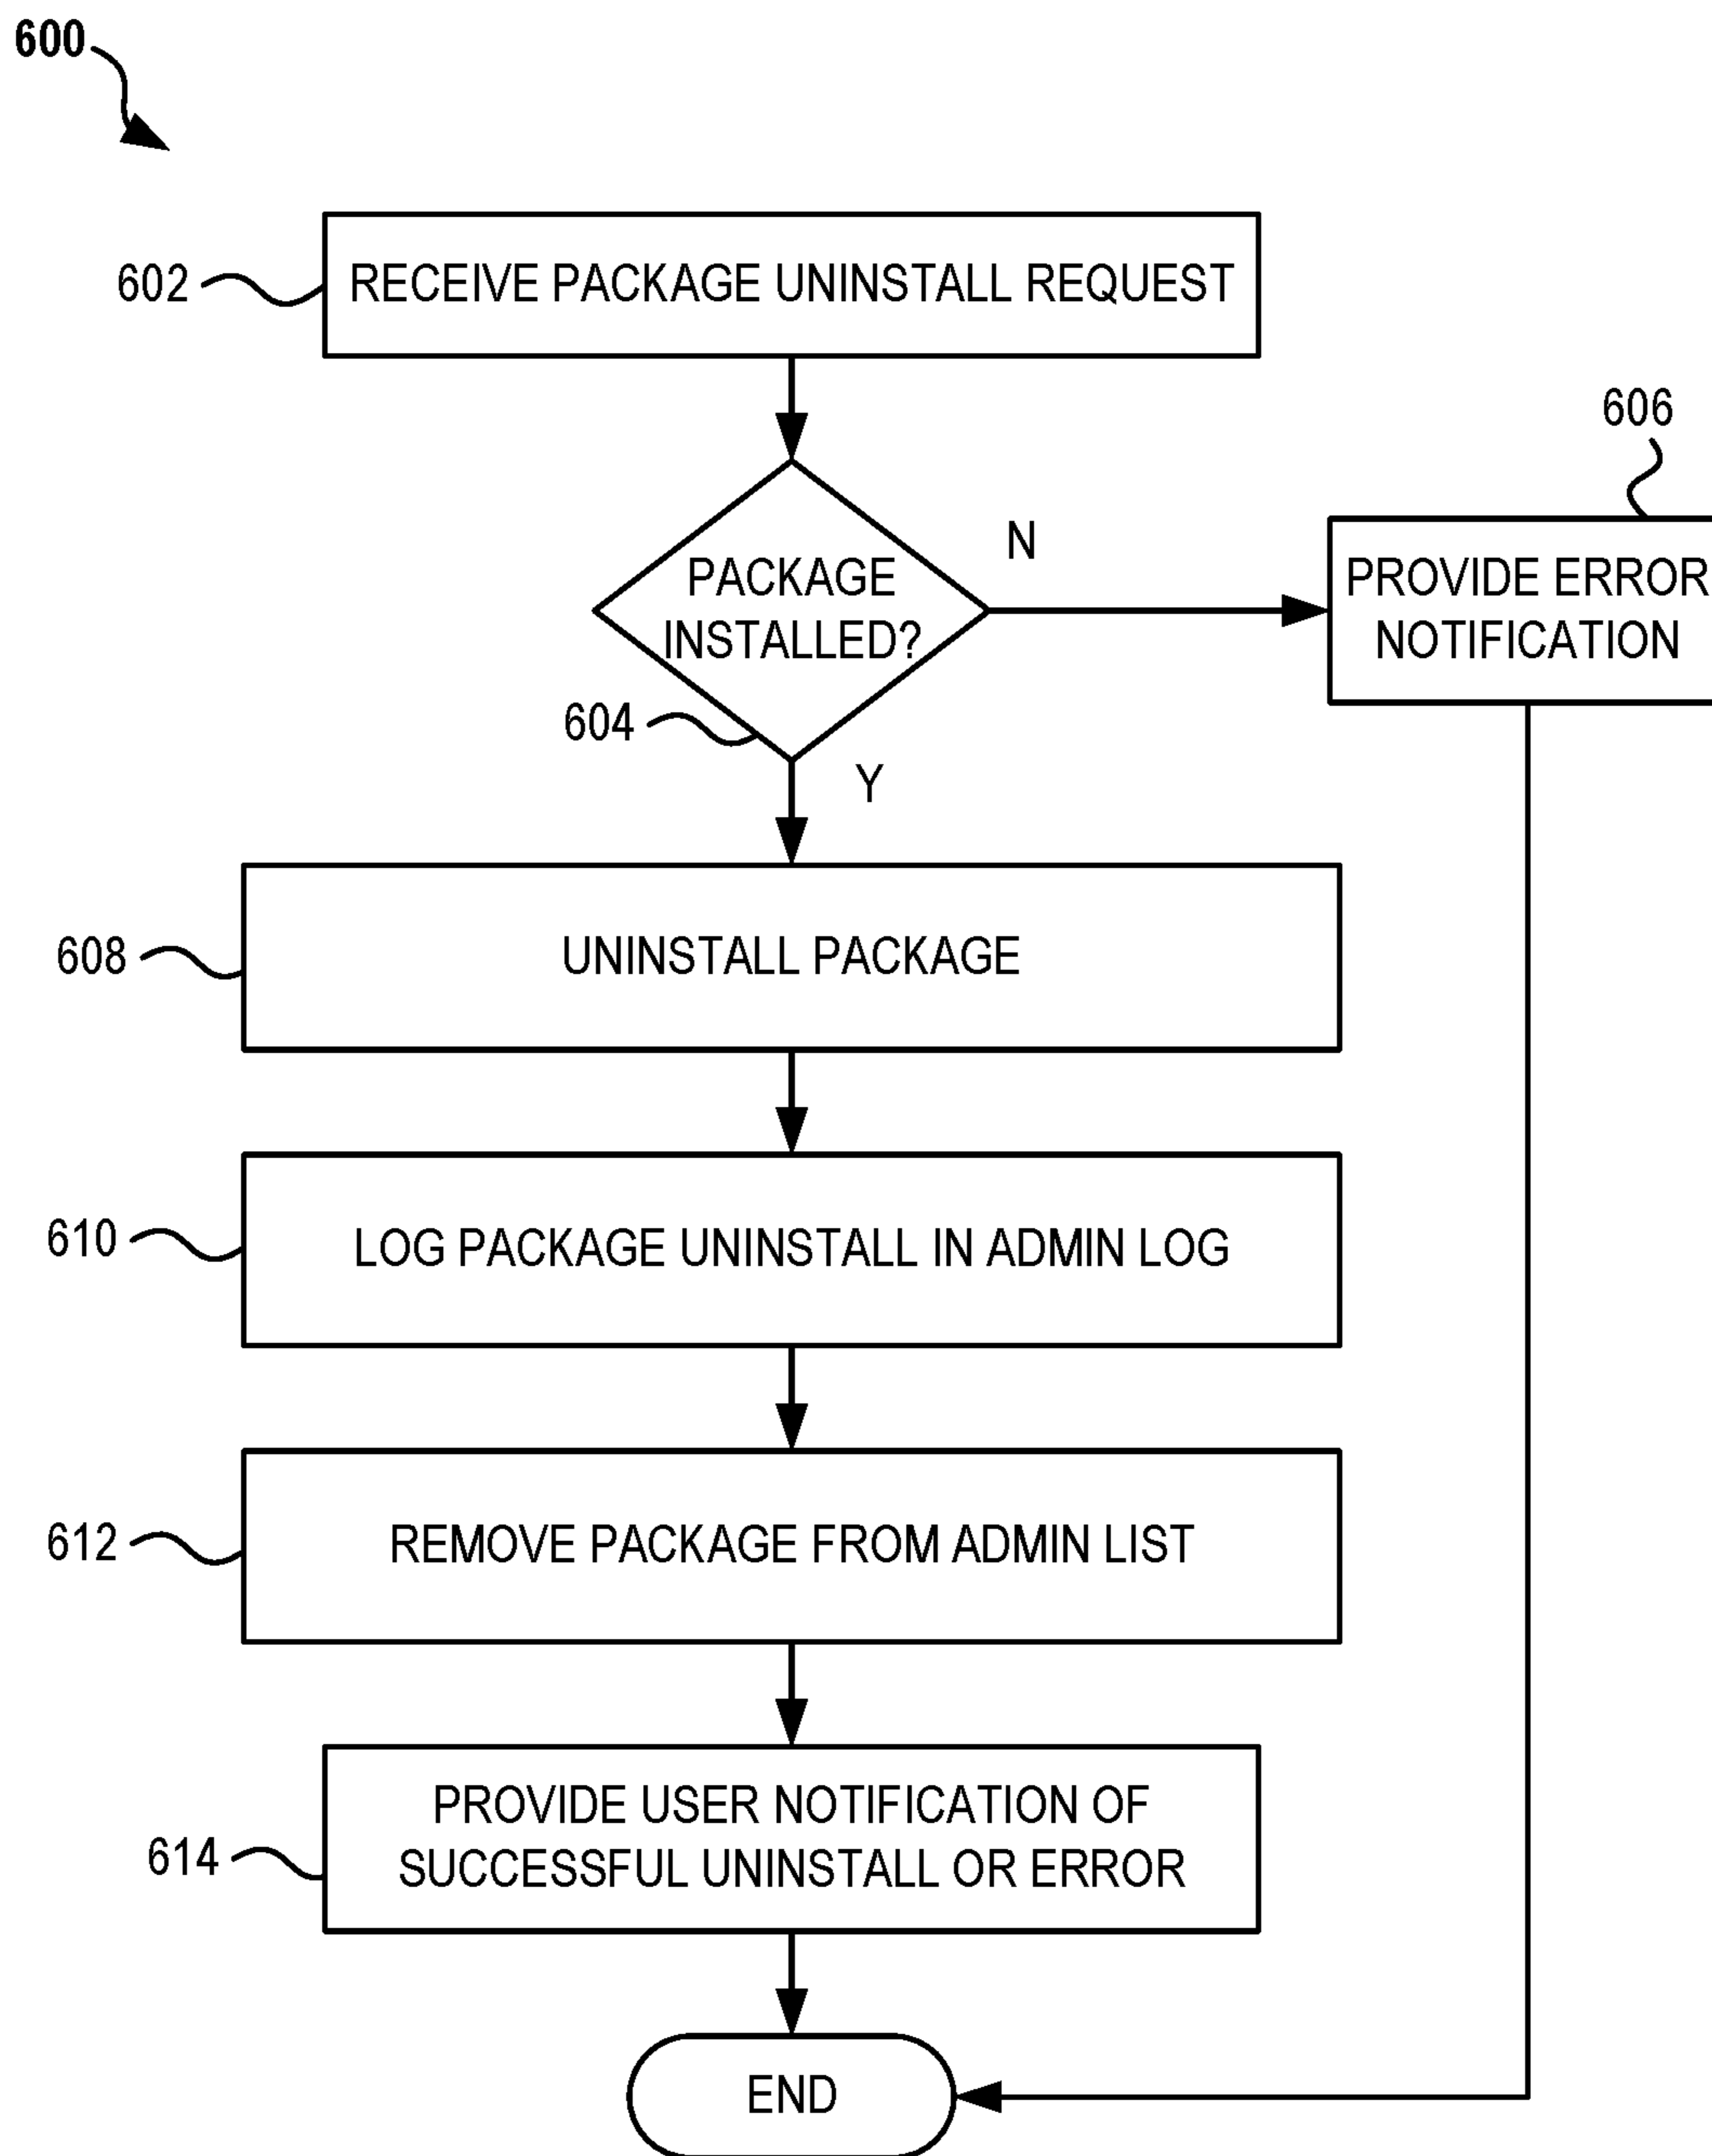 600
602
RECEIVE PACKAGE UNINSTALL REQUEST
606
N
PACKAGE
INSTALLED?
PROVIDE ERROR
NOTIFICATION
604
Y
608
UNINSTALL PACKAGE
610
LOG PACKAGE UNINSTALL IN ADMIN LOG
612
REMOVE PACKAGE FROM ADMIN LIST
614
PROVIDE USER NOTIFICATION OF
SUCCESSFUL UNINSTALL OR ERROR
END